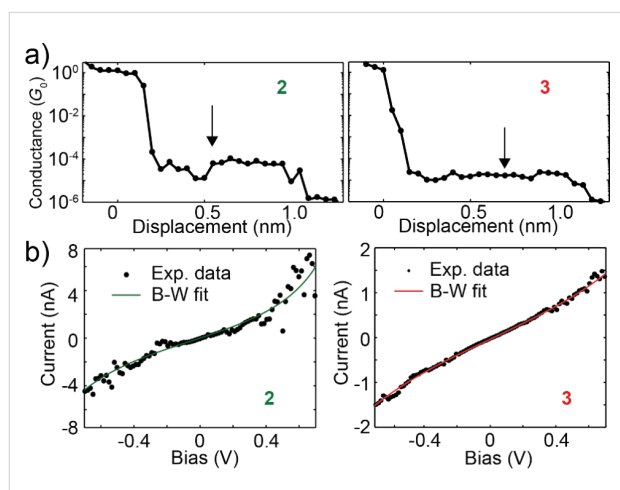 a)
2
3
Conductance (G₀)
10⁰
10⁻²
10⁻⁴
10⁻⁶
0 0.5 1.0
0 0.5 1.0
Displacement (nm)
Displacement (nm)
b)
Current (nA)
8
4
0
-4
-8
Exp. data
B-W fit
2
-0.4 0 0.4
Bias (V)
Current (nA)
2
1
0
-1
-2
Exp. data
B-W fit
3
-0.4 0 0.4
Bias (V)